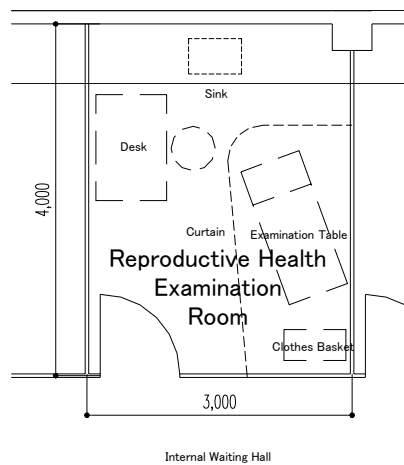 Sink
Desk
4,000
Curtain
Examination Table
Reproductive Health
Examination
Room
Clothes Basket
3,000
Internal Waiting Hall